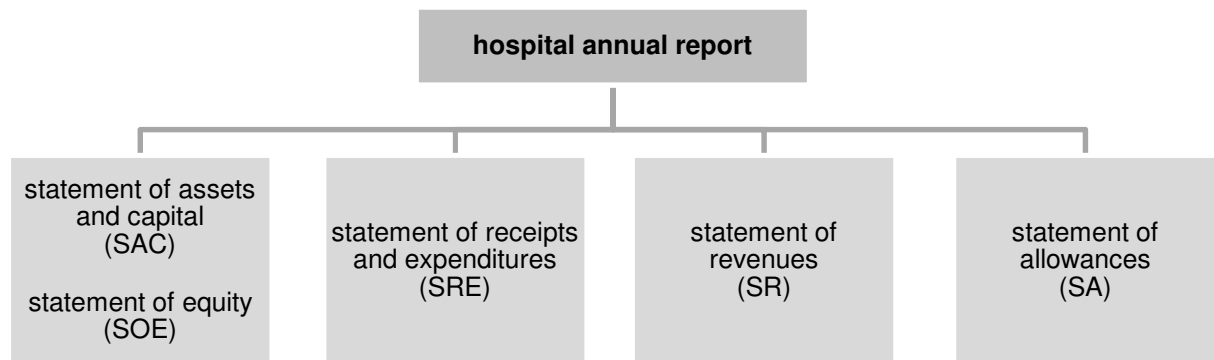 hospital annual report
statement of assets
and capital
(SAC)
statement of equity
(SOE)
statement of receipts
and expenditures
(SRE)
statement of
revenues
(SR)
statement of
allowances
(SA)